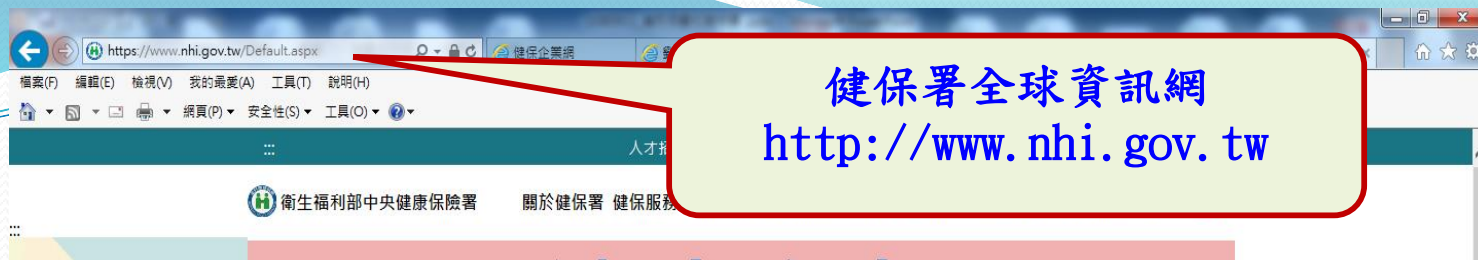 https://www.nhi.gov.tw/Default.aspx
健保企業網
檔案(F) 編輯(E) 檢視(V) 我的最愛(A) 工具(T) 說明(H)
網頁(P) 安全性(S) 工具(O)
健保署全球資訊網
http://www.nhi.gov.tw
:::
人才
衛生福利部中央健康保險署 關於健保署 健保服務
:::